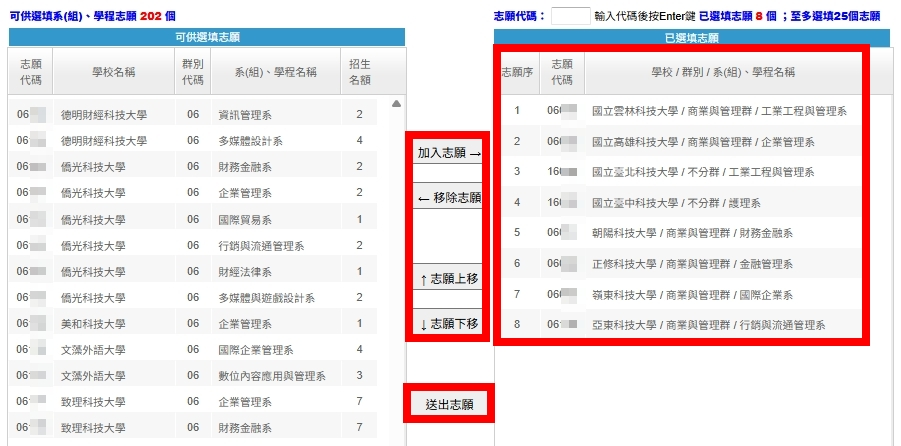 可供選填系(組)、學程志願 202 個
志願代碼： 輸入代碼後按Enter鍵 已選填志願 8 個 ；至多選填25個志願
可供選填志願
志願代碼 學校名稱 群別代碼 系(組)、學程名稱 招生名額
06 德明財經科技大學 06 資訊管理系 2
06 德明財經科技大學 06 多媒體設計系 4
06 僑光科技大學 06 財務金融系 2
06 僑光科技大學 06 企業管理系 2
06 僑光科技大學 06 國際貿易系 1
06 僑光科技大學 06 行銷與流通管理系 2
06 僑光科技大學 06 財經法律系 1
06 僑光科技大學 06 多媒體與遊戲設計系 2
06 美和科技大學 06 企業管理系 1
06 文藻外語大學 06 國際企業管理系 4
06 文藻外語大學 06 數位內容應用與管理系 3
06 致理科技大學 06 企業管理系 7
06 致理科技大學 06 財務金融系 7
加入志願 →
← 移除志願
↑ 志願上移
↓ 志願下移
送出志願
已選填志願
志願序 志願代碼 學校 / 群別 / 系(組)、學程名稱
1 06 國立雲林科技大學 / 商業與管理群 / 工業工程與管理系
2 06 國立高雄科技大學 / 商業與管理群 / 企業管理系
3 16 國立臺北科技大學 / 不分群 / 工業工程與管理系
4 16 國立臺中科技大學 / 不分群 / 護理系
5 06 朝陽科技大學 / 商業與管理群 / 財務金融系
6 06 正修科技大學 / 商業與管理群 / 金融管理系
7 06 嶺東科技大學 / 商業與管理群 / 國際企業系
8 06 亞東科技大學 / 商業與管理群 / 行銷與流通管理系